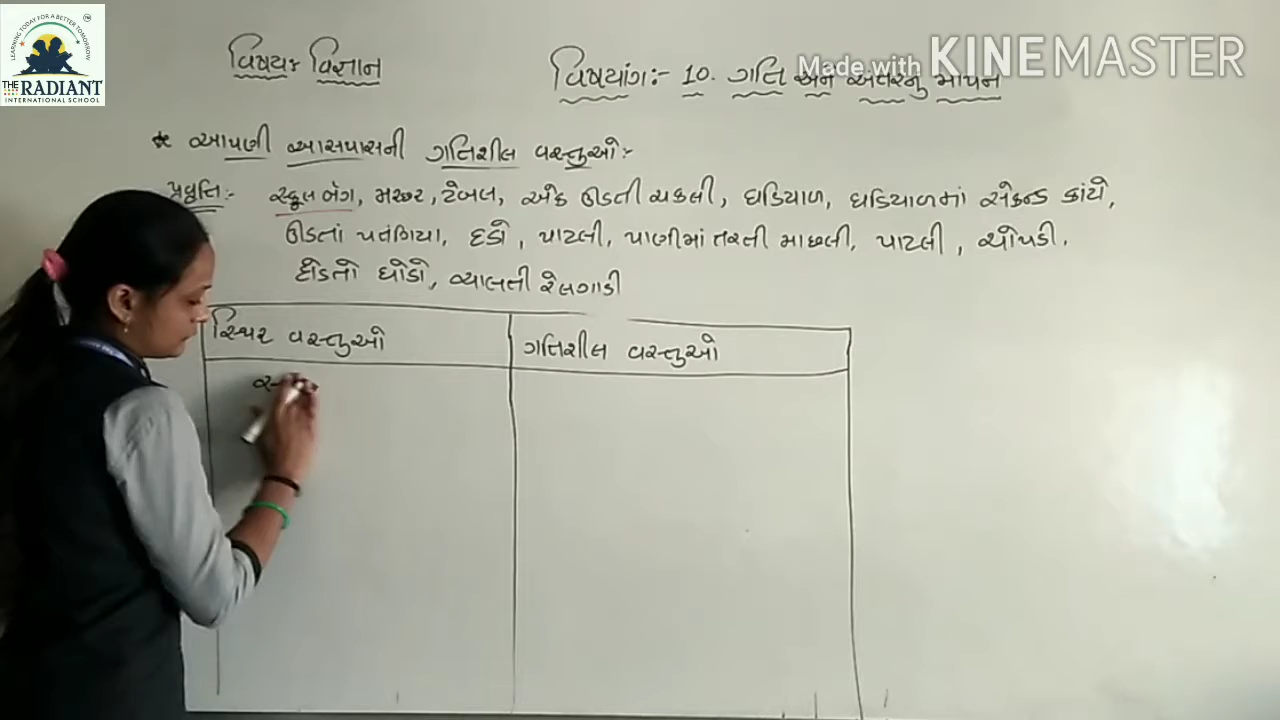 LEARNING TODAY FOR A BETTER TOMORROW
THE RADIANT
INTERNATIONAL SCHOOL
Made with KINEMASTER
વિષય: વિજ્ઞાન
વિષયાંગ:- 10. ગતિ અને અંતરનું માપન
* આપણી આસપાસની ગતિશીલ વસ્તુઓ:-
પ્રવૃત્તિ:- સ્કૂલ બેગ, મચ્છર, ટેબલ, એક ઊડતી ચકલી, ઘડિયાળ, ઘડિયાળમાં સેકન્ડ કાંટો,
ઊડતાં પતંગિયા, દડો, પાટલી, પાણીમાં તરતી માછલી, પાટલી, ચોપડી.
દોડતો ઘોડો, ચાલતી રેલગાડી
સ્થિર વસ્તુઓ
ગતિશીલ વસ્તુઓ